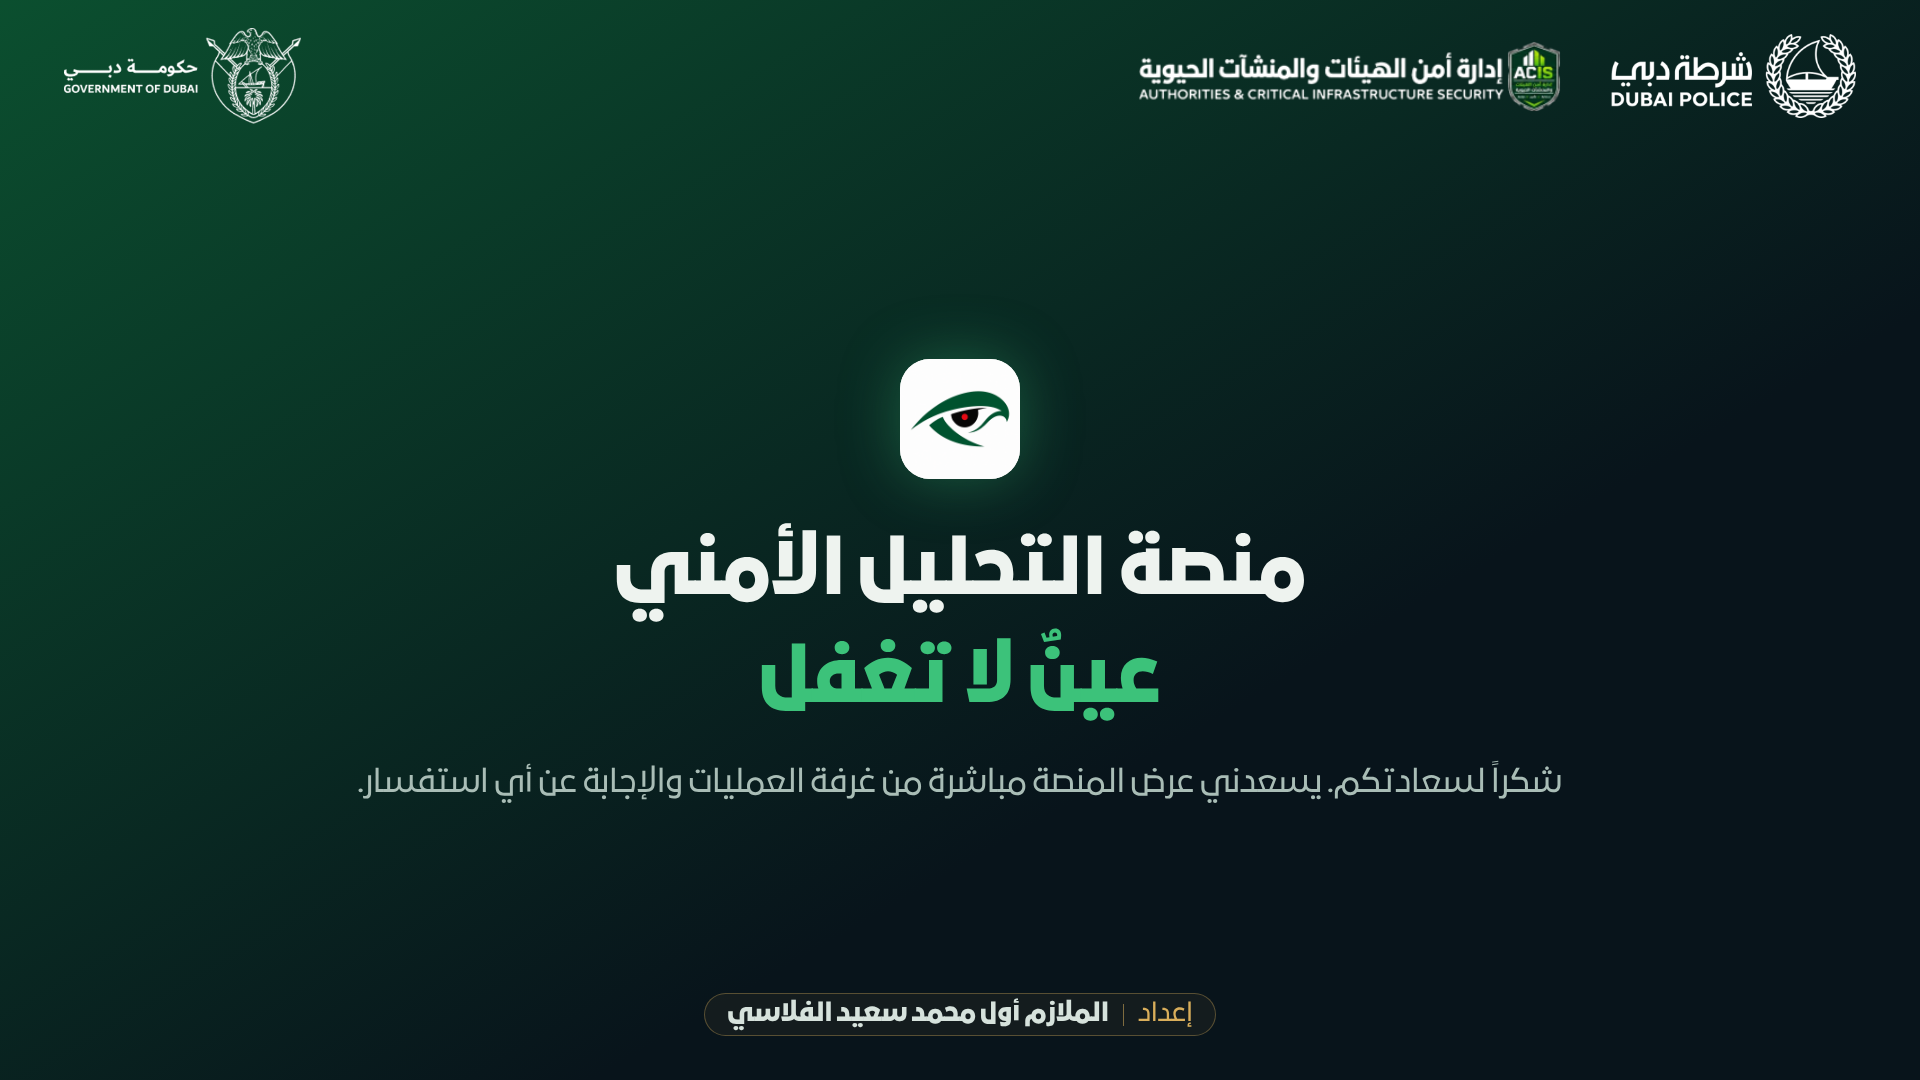 شرطة دبي
DUBAI POLICE
إدارة أمن الهيئات والمنشآت الحيوية
AUTHORITIES & CRITICAL INFRASTRUCTURE SECURITY
ACIS
حكومـــة دبـــــي
GOVERNMENT OF DUBAI
منصة التحليل الأمني
عينٌ لا تغفل
شكراً لسعادتكم. يسعدني عرض المنصة مباشرة من غرفة العمليات والإجابة عن أي استفسار.
إعداد | الملازم أول محمد سعيد الفلاسي